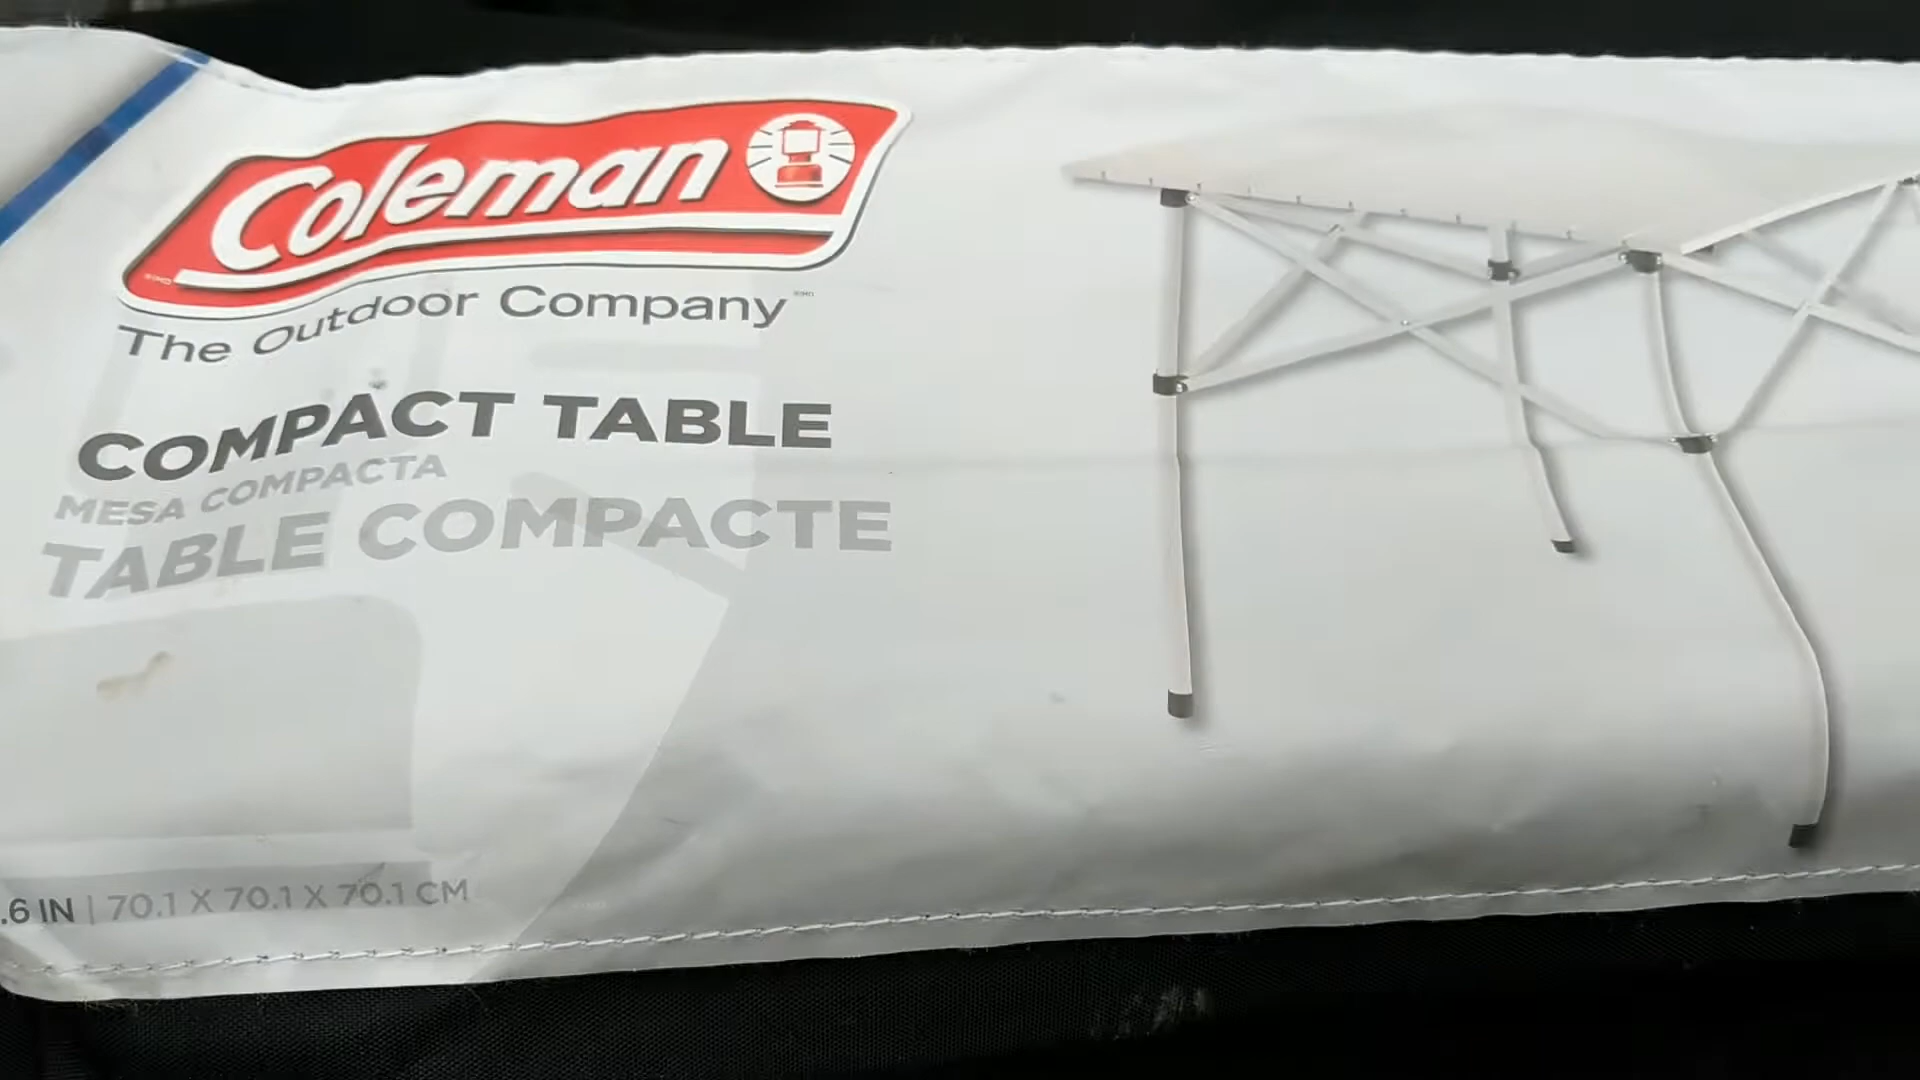 Coleman
The Outdoor Company
COMPACT TABLE
MESA COMPACTA
TABLE COMPACTE
.6 IN | 70.1 X 70.1 X 70.1 CM